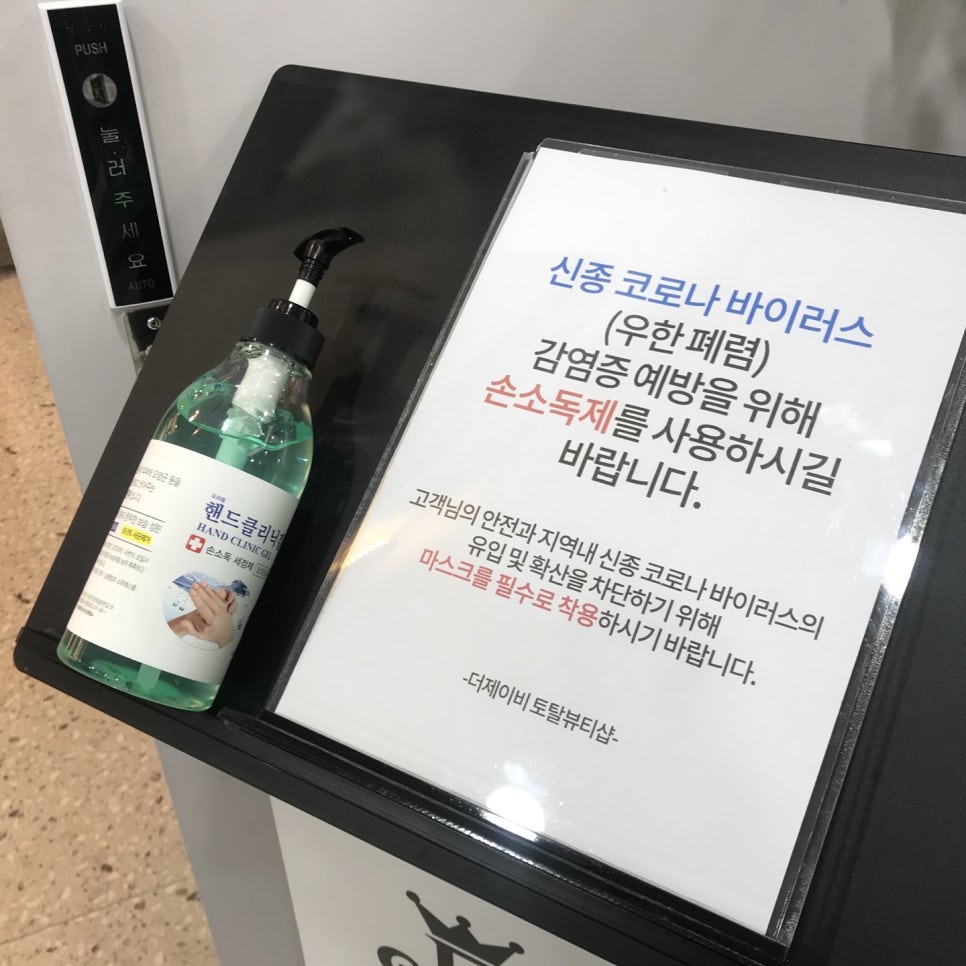 PUSH
눌러주세요
AUTO
신종 코로나 바이러스
(우한 폐렴)
감염증 예방을 위해
손소독제를 사용하시길
바랍니다.
고객님의 안전과 지역내 신종 코로나 바이러스의
유입 및 확산을 차단하기 위해
마스크를 필수로 착용하시기 바랍니다.
-더제이비 토탈뷰티샵-
핸드클리닉
HAND CLINIC GEL
손소독 세정제